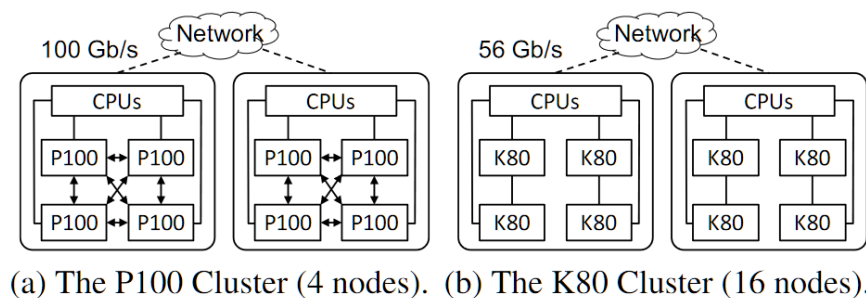 Network
100 Gb/s
CPUs
P100 P100
P100 P100
CPUs
P100 P100
P100 P100
(a) The P100 Cluster (4 nodes).
Network
56 Gb/s
CPUs
K80 K80
K80 K80
CPUs
K80 K80
K80 K80
(b) The K80 Cluster (16 nodes).